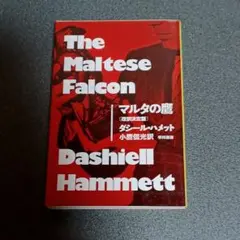 The
Maltese
Falcon
マルタの鷹
〔改訳決定版〕
ダシール・ハメット
小鷹信光訳
Dashiell
Hammett